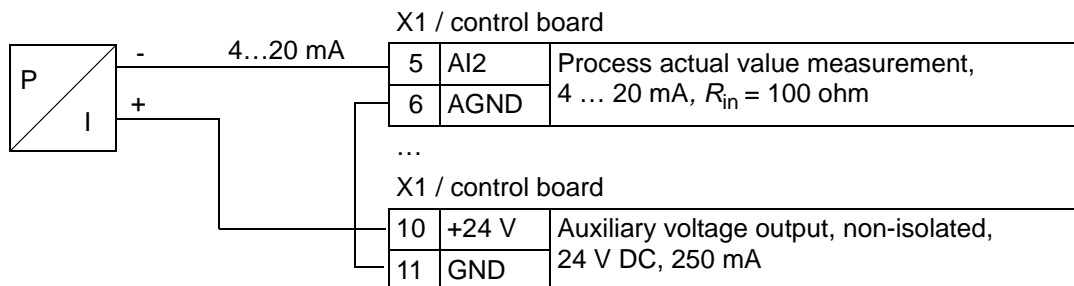 X1 / control board
- 4…20 mA
P
I
+
5 AI2 Process actual value measurement,
6 AGND 4 … 20 mA, Rin = 100 ohm
…
X1 / control board
10 +24 V Auxiliary voltage output, non-isolated,
11 GND 24 V DC, 250 mA